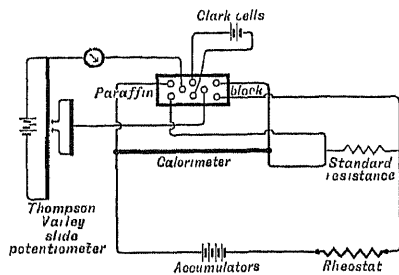 Clark cells
Paraffin block
Calorimeter
Standard
resistance
Thompson
Varley
slide
potentiometer
Accumulators
Rheostat